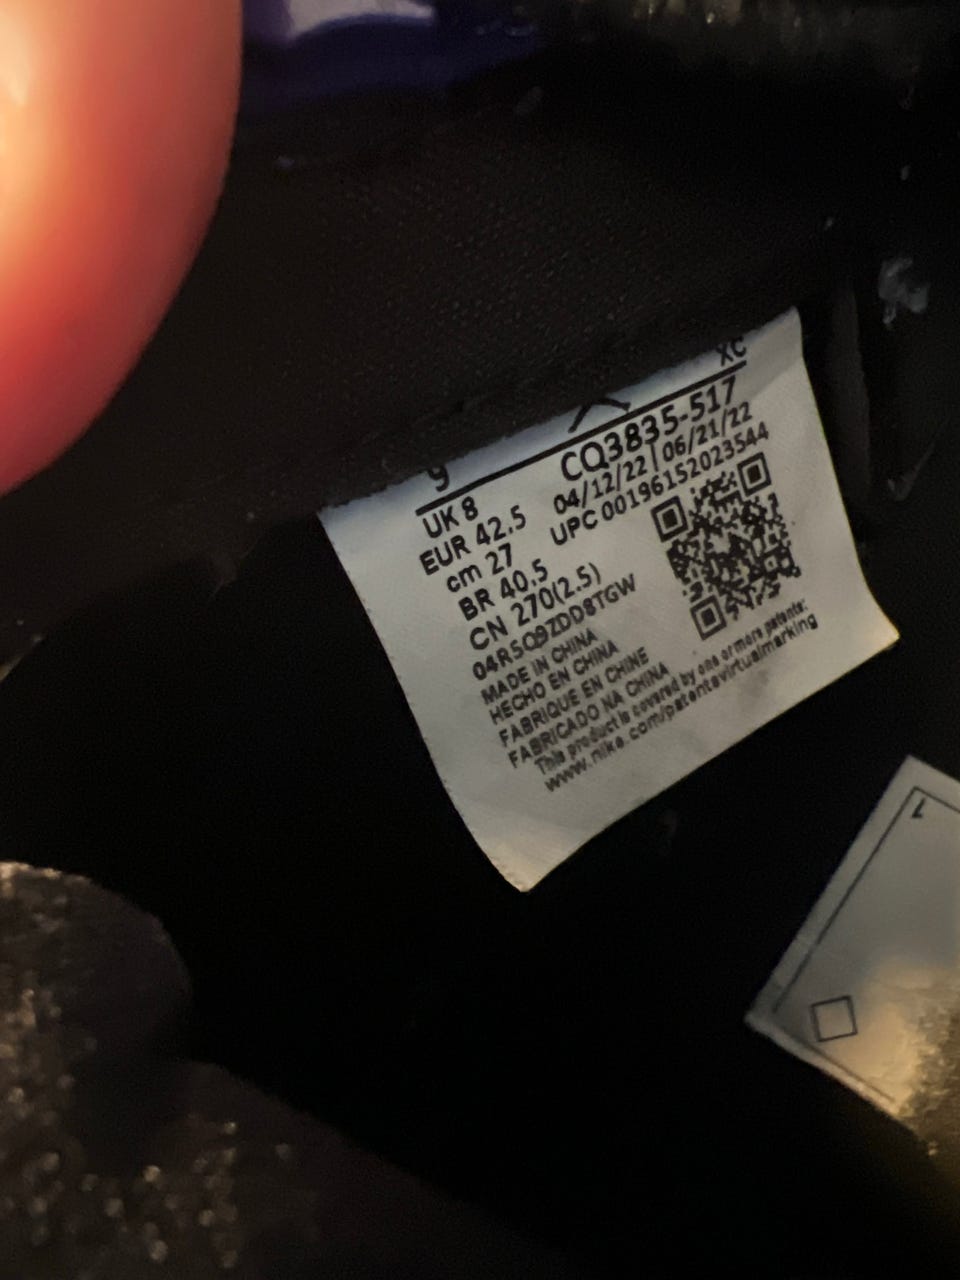 9
XC
UK 8
EUR 42.5
cm 27
BR 40.5
CN 270(2.5)
CQ3835-517
04/12/22 | 06/21/22
UPC 00196152023544
04R5Q9ZDD8TGW
MADE IN CHINA
HECHO EN CHINA
FABRIQUE EN CHINE
FABRICADO NA CHINA
This product is covered by one or more patents:
www.nike.com/patentvirtualmarking